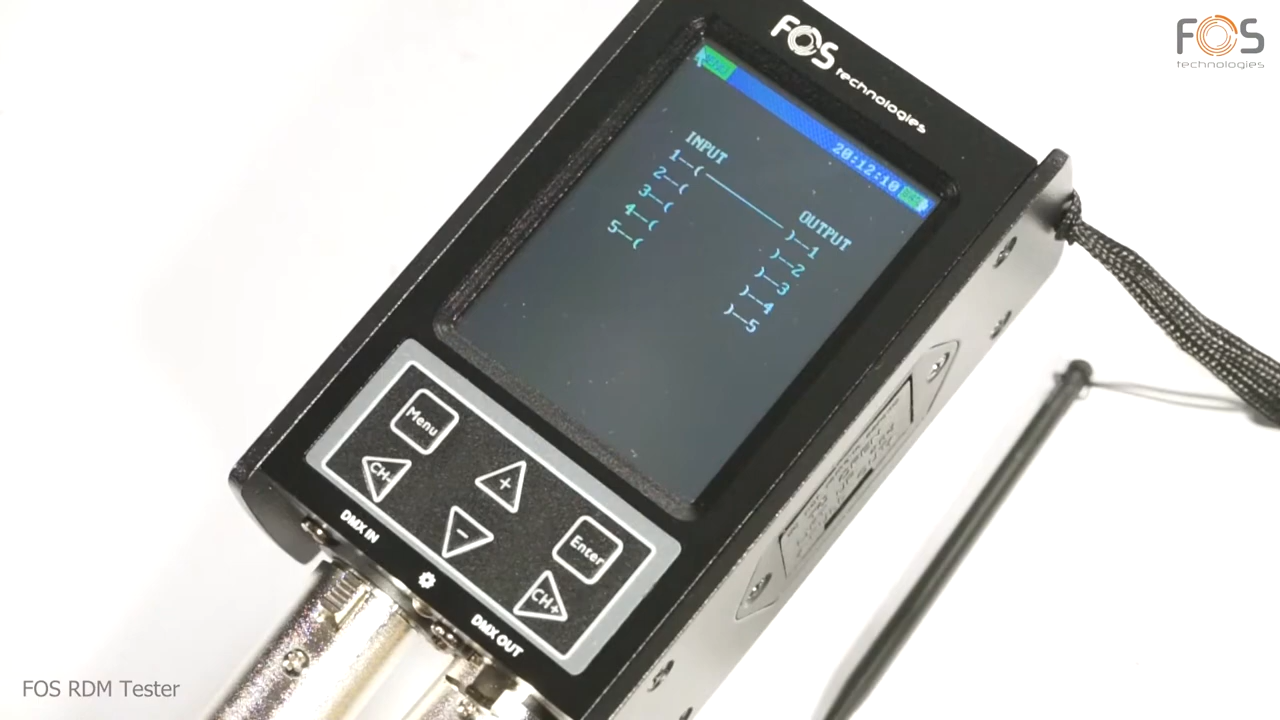 FOS
technologies
FOS
technologies
20:12:10
INPUT
1
2
3
4
5
OUTPUT
1
2
3
4
5
Menu
CH-
+
-
Enter
CH+
DMX IN
DMX OUT
FOS RDM Tester